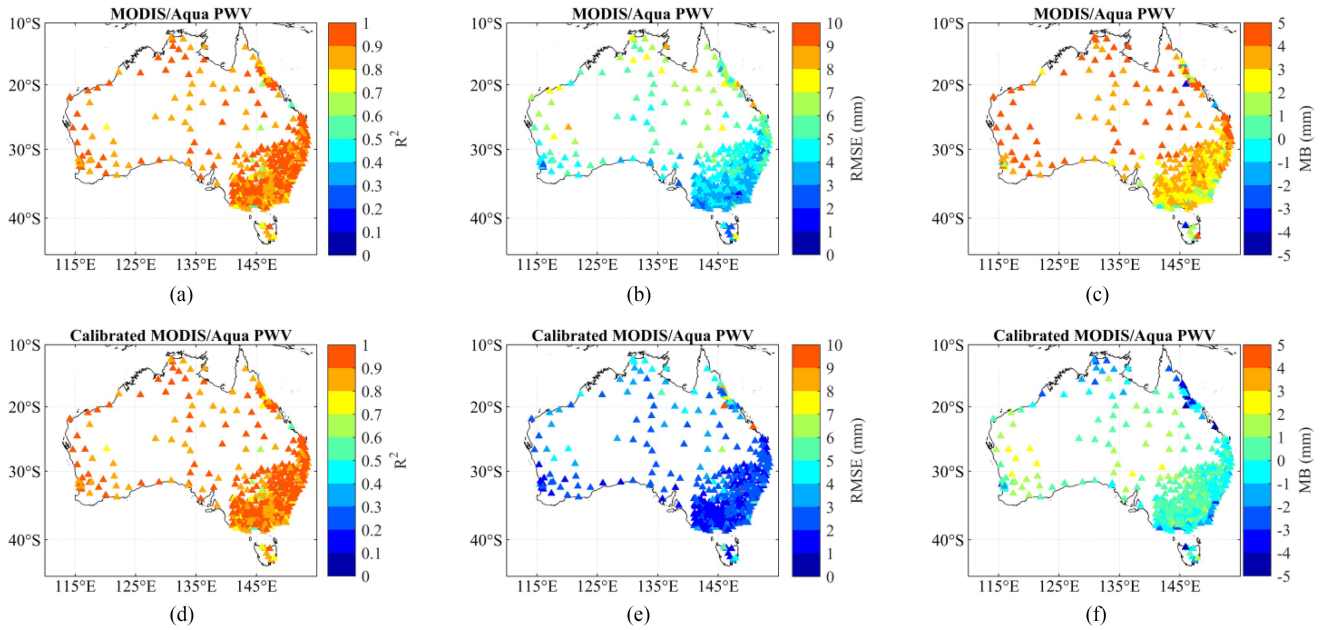 MODIS/Aqua PWV
10°S
20°S
30°S
40°S
115°E 125°E 135°E 145°E
1
0.9
0.8
0.7
0.6
0.5
0.4
0.3
0.2
0.1
0
R²
(a)
MODIS/Aqua PWV
10°S
20°S
30°S
40°S
115°E 125°E 135°E 145°E
10
9
8
7
6
5
4
3
2
1
0
RMSE (mm)
(b)
MODIS/Aqua PWV
10°S
20°S
30°S
40°S
115°E 125°E 135°E 145°E
5
4
3
2
1
0
-1
-2
-3
-4
-5
MB (mm)
(c)
Calibrated MODIS/Aqua PWV
10°S
20°S
30°S
40°S
115°E 125°E 135°E 145°E
1
0.9
0.8
0.7
0.6
0.5
0.4
0.3
0.2
0.1
0
R²
(d)
Calibrated MODIS/Aqua PWV
10°S
20°S
30°S
40°S
115°E 125°E 135°E 145°E
10
9
8
7
6
5
4
3
2
1
0
RMSE (mm)
(e)
Calibrated MODIS/Aqua PWV
10°S
20°S
30°S
40°S
115°E 125°E 135°E 145°E
5
4
3
2
1
0
-1
-2
-3
-4
-5
MB (mm)
(f)